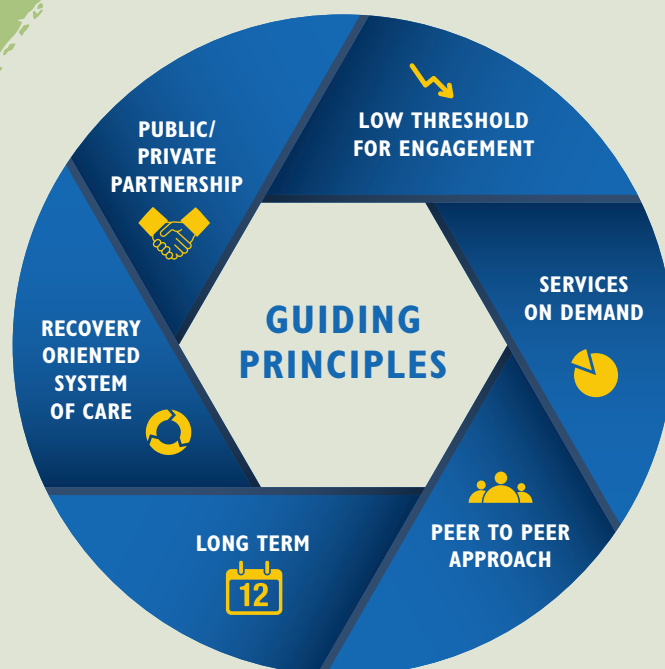 GUIDING
PRINCIPLES
LOW THRESHOLD
FOR ENGAGEMENT
SERVICES
ON DEMAND
PEER TO PEER
APPROACH
LONG TERM
12
RECOVERY
ORIENTED
SYSTEM
OF CARE
PUBLIC/
PRIVATE
PARTNERSHIP